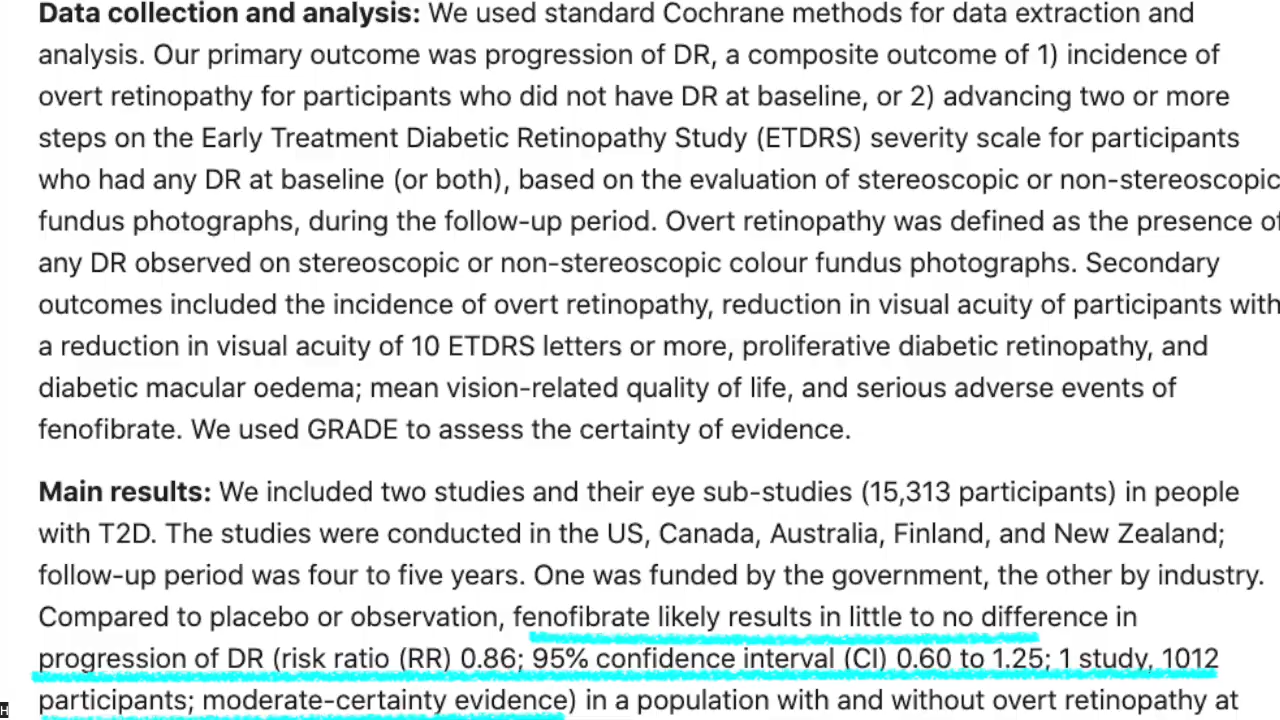 Data collection and analysis: We used standard Cochrane methods for data extraction and
analysis. Our primary outcome was progression of DR, a composite outcome of 1) incidence of
overt retinopathy for participants who did not have DR at baseline, or 2) advancing two or more
steps on the Early Treatment Diabetic Retinopathy Study (ETDRS) severity scale for participants
who had any DR at baseline (or both), based on the evaluation of stereoscopic or non-stereoscopic
fundus photographs, during the follow-up period. Overt retinopathy was defined as the presence of
any DR observed on stereoscopic or non-stereoscopic colour fundus photographs. Secondary
outcomes included the incidence of overt retinopathy, reduction in visual acuity of participants with
a reduction in visual acuity of 10 ETDRS letters or more, proliferative diabetic retinopathy, and
diabetic macular oedema; mean vision-related quality of life, and serious adverse events of
fenofibrate. We used GRADE to assess the certainty of evidence.
Main results: We included two studies and their eye sub-studies (15,313 participants) in people
with T2D. The studies were conducted in the US, Canada, Australia, Finland, and New Zealand;
follow-up period was four to five years. One was funded by the government, the other by industry.
Compared to placebo or observation, fenofibrate likely results in little to no difference in
progression of DR (risk ratio (RR) 0.86; 95% confidence interval (CI) 0.60 to 1.25; 1 study, 1012
participants; moderate-certainty evidence) in a population with and without overt retinopathy at
H